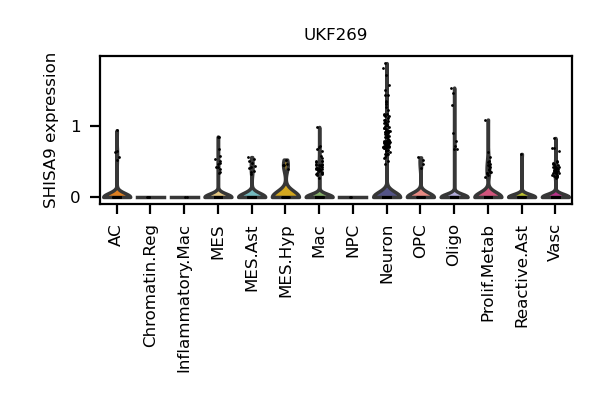 UKF269
SHISA9 expression
1
0
AC
Chromatin.Reg
Inflammatory.Mac
MES
MES.Ast
MES.Hyp
Mac
NPC
Neuron
OPC
Oligo
Prolif.Metab
Reactive.Ast
Vasc